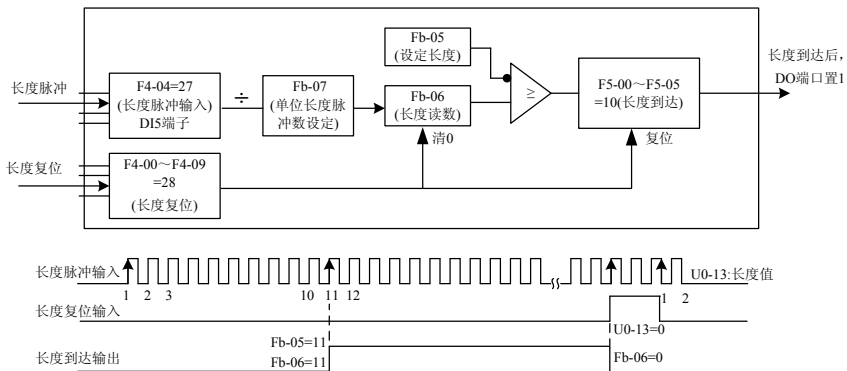 长度脉冲
F4-04=27
(长度脉冲输入)
DI5端子
÷
Fb-07
(单位长度脉
冲数设定)
Fb-05
(设定长度)
Fb-06
(长度读数)
清0
≥
F5-00～F5-05
=10(长度到达)
复位
长度到达后，
DO端口置1
长度复位
F4-00～F4-09
=28
(长度复位)
长度脉冲输入
1 2 3 10 11 12 1 2
U0-13:长度值
长度复位输入
U0-13=0
Fb-05=11
长度到达输出
Fb-06=11
Fb-06=0